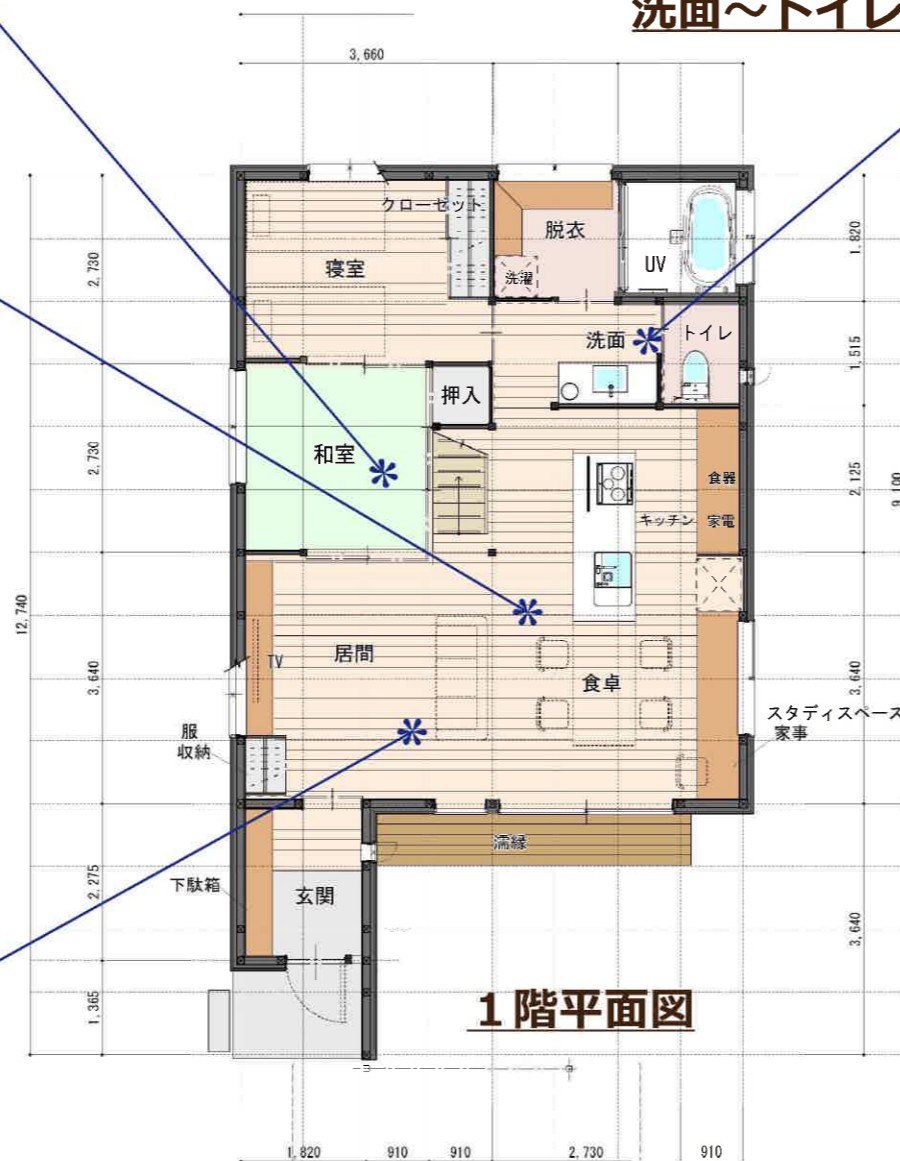 洗面～トイレ
3,660
クローゼット
脱衣
寝室
洗濯
UV
洗面
トイレ
押入
和室
食器
キッチン 家電
居間
TV
食卓
服
収納
スタディスペース
家事
濡縁
下駄箱
玄関
1階平面図
2,730
2,730
12,740
3,640
2,275
1,365
1,820
1,515
2,125
9,100
3,640
3,640
1,820 910 910 2,730 910